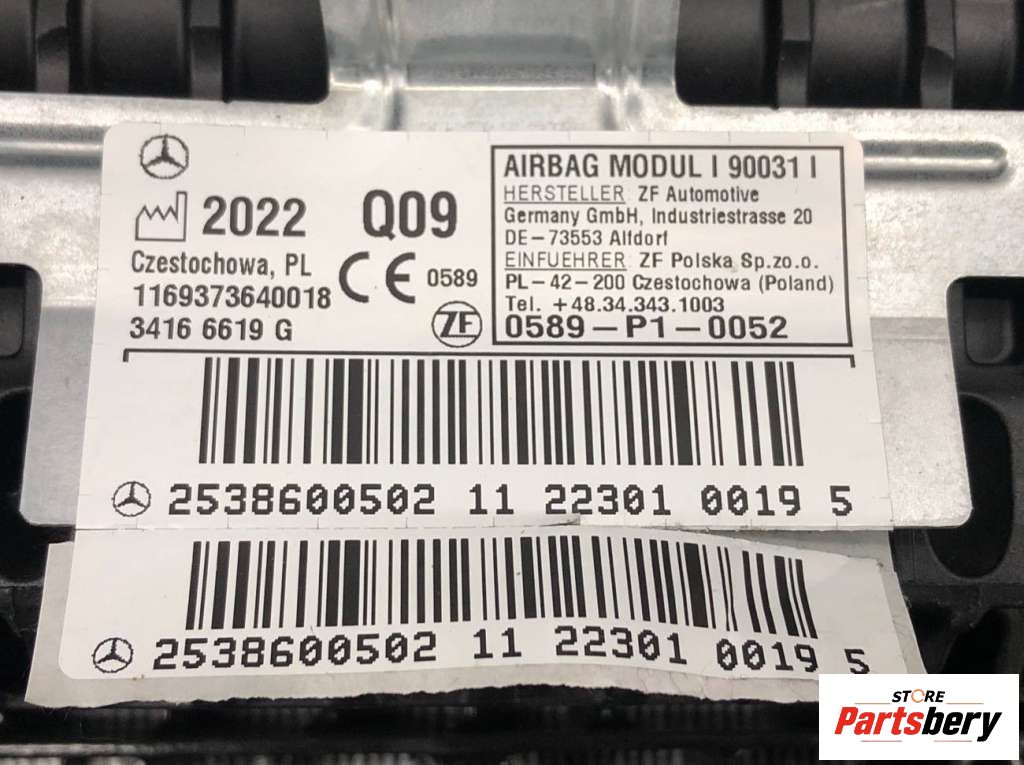 2022 Q09
Czestochowa, PL
1169373640018
3416 6619 G
CE 0589
ZF
AIRBAG MODUL I 90031 I
HERSTELLER: ZF Automotive
Germany GmbH, Industriestrasse 20
DE-73553 Alfdorf
EINFUEHRER: ZF Polska Sp.zo.o.
PL-42-200 Czestochowa (Poland)
Tel. +48.34.343.1003
0589-P1-0052
2538600502 11 22301 0019 5
2538600502 11 22301 0019 5
STORE
Partsbery